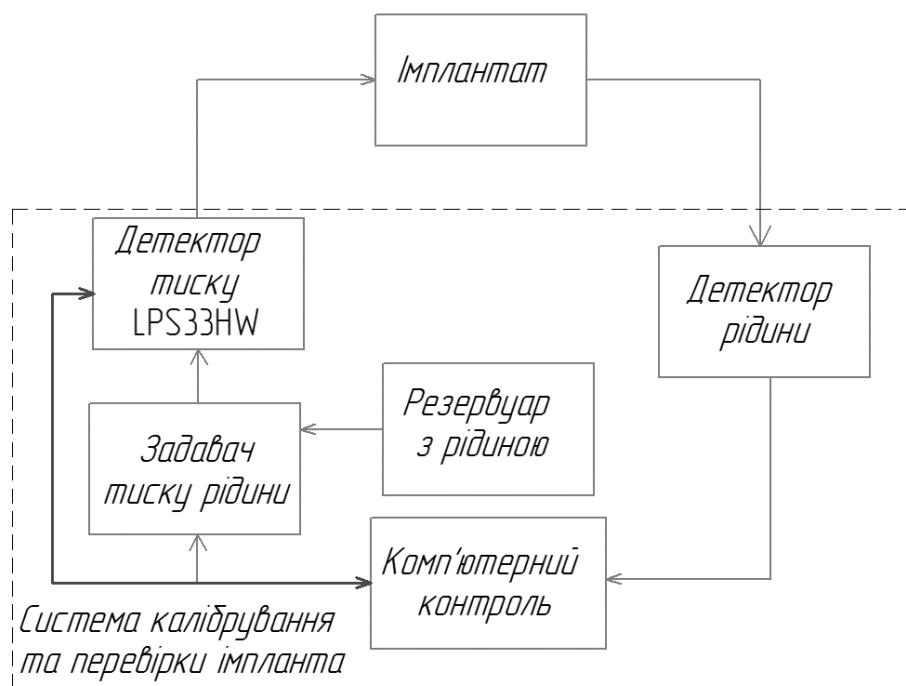 Імплантат
Детектор
тиску
LPS33HW
Детектор
рідини
Резервуар
з рідиною
Задавач
тиску рідини
Комп'ютерний
контроль
Система калібрування
та перевірки імпланта